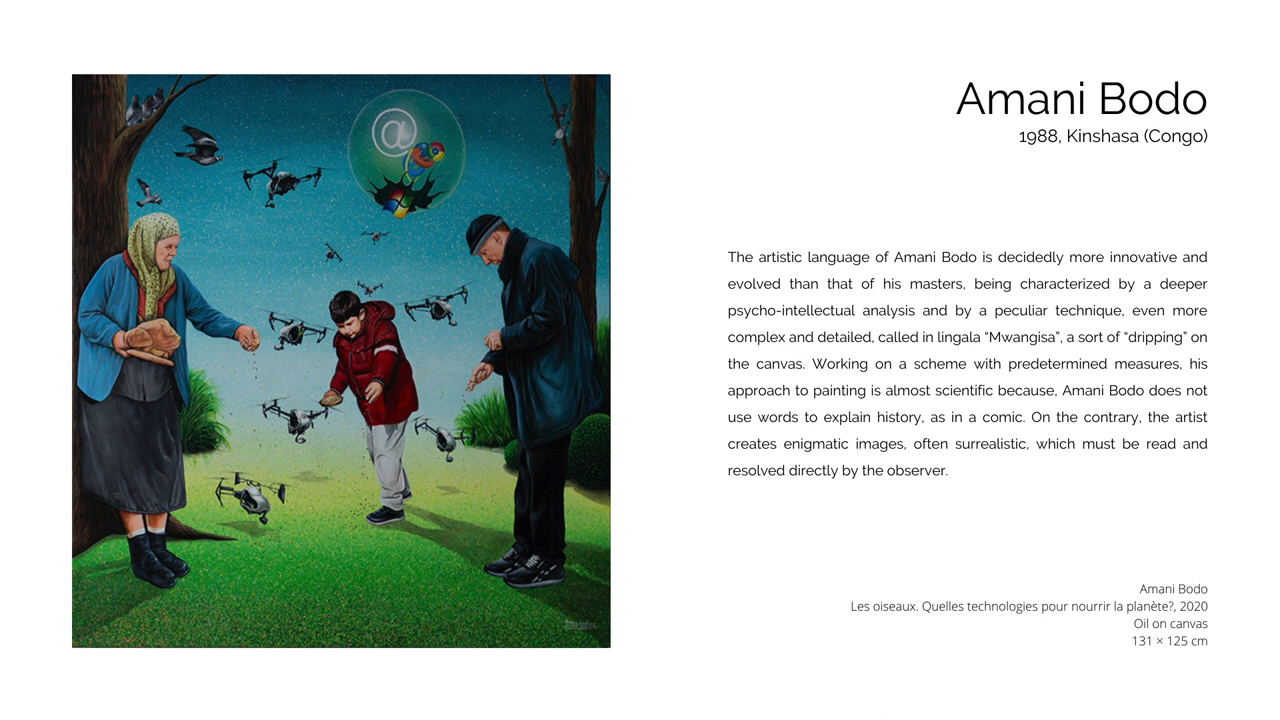 @
Amani Bodo
1988, Kinshasa (Congo)
The artistic language of Amani Bodo is decidedly more innovative and
evolved than that of his masters, being characterized by a deeper
psycho-intellectual analysis and by a peculiar technique, even more
complex and detailed, called in lingala “Mwangisa”, a sort of “dripping” on
the canvas. Working on a scheme with predetermined measures, his
approach to painting is almost scientific because, Amani Bodo does not
use words to explain history, as in a comic. On the contrary, the artist
creates enigmatic images, often surrealistic, which must be read and
resolved directly by the observer.
Amani Bodo
Les oiseaux. Quelles technologies pour nourrir la planète?, 2020
Oil on canvas
131 × 125 cm